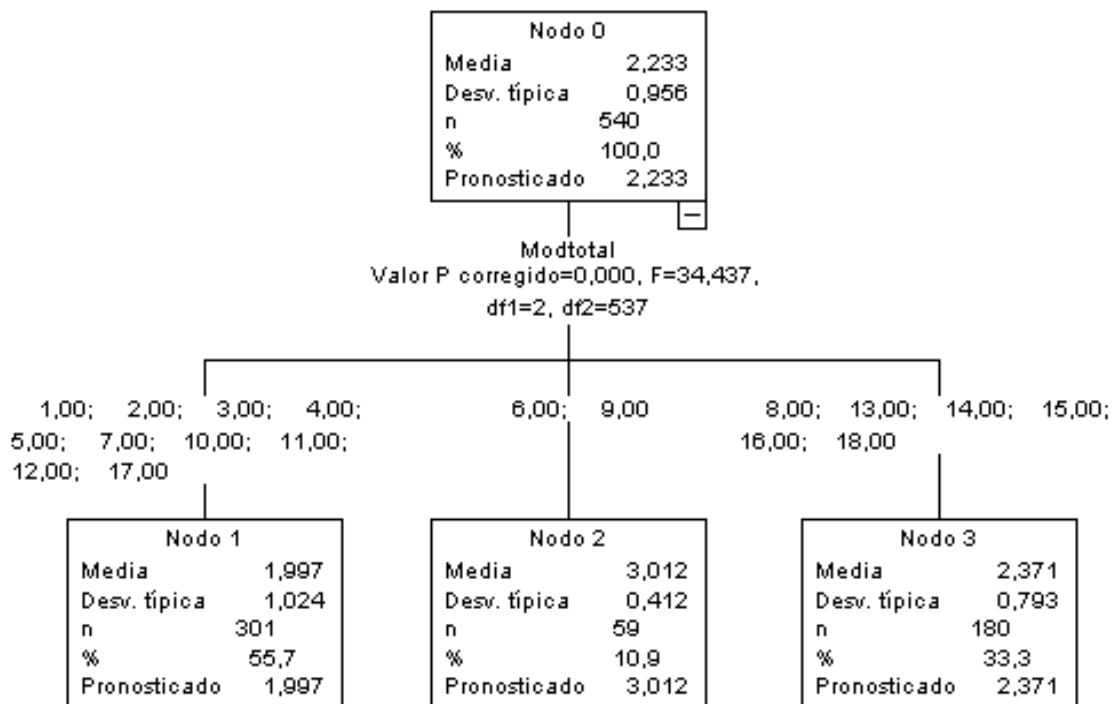 Nodo 0
Media 2,233
Desv. típica 0,956
n 540
% 100,0
Pronosticado 2,233
Modtotal
Valor P corregido=0,000, F=34,437,
df1=2, df2=537
1,00; 2,00; 3,00; 4,00;
5,00; 7,00; 10,00; 11,00;
12,00; 17,00
6,00; 9,00
8,00; 13,00; 14,00; 15,00;
16,00; 18,00
Nodo 1
Media 1,997
Desv. típica 1,024
n 301
% 55,7
Pronosticado 1,997
Nodo 2
Media 3,012
Desv. típica 0,412
n 59
% 10,9
Pronosticado 3,012
Nodo 3
Media 2,371
Desv. típica 0,793
n 180
% 33,3
Pronosticado 2,371